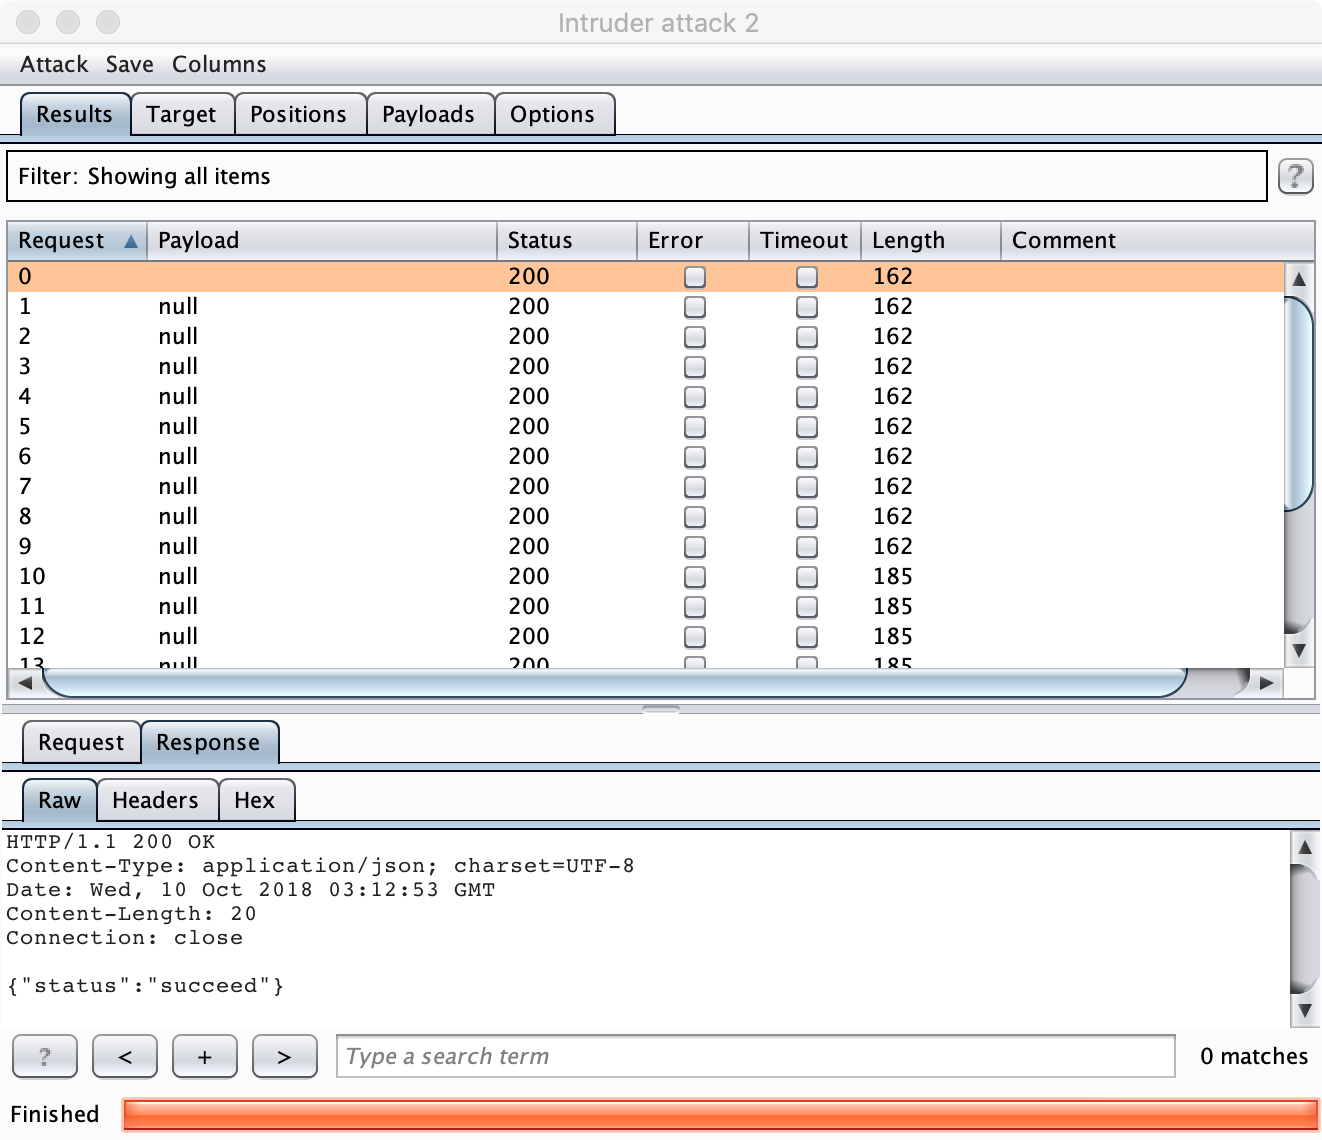 Intruder attack 2
Attack Save Columns
Results Target Positions Payloads Options
Filter: Showing all items ?
Request Payload Status Error Timeout Length Comment
0 200 162
1 null 200 162
2 null 200 162
3 null 200 162
4 null 200 162
5 null 200 162
6 null 200 162
7 null 200 162
8 null 200 162
9 null 200 162
10 null 200 185
11 null 200 185
12 null 200 185
13 null 200 185
Request Response
Raw Headers Hex
HTTP/1.1 200 OK
Content-Type: application/json; charset=UTF-8
Date: Wed, 10 Oct 2018 03:12:53 GMT
Content-Length: 20
Connection: close
{"status":"succeed"}
? < + > Type a search term 0 matches
Finished